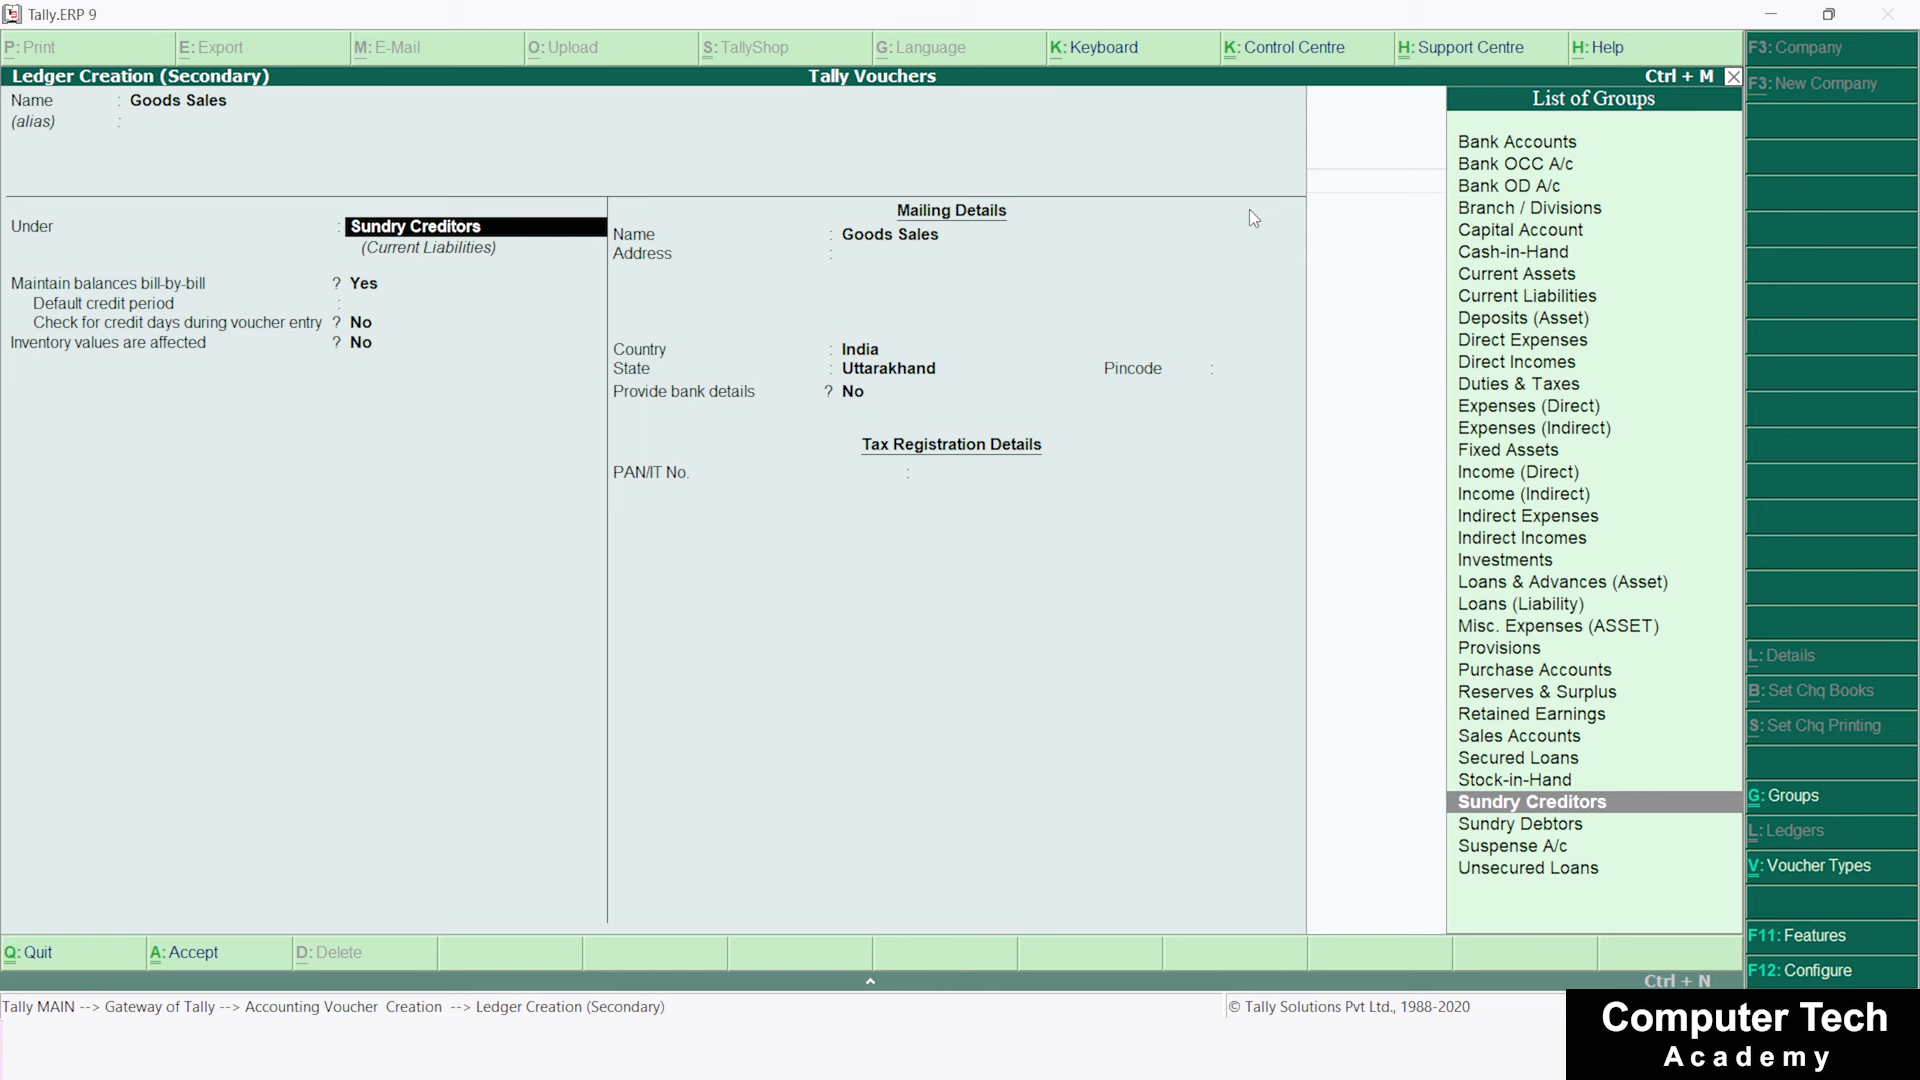 Tally.ERP 9
P: Print E: Export M: E-Mail O: Upload S: TallyShop G: Language K: Keyboard K: Control Centre H: Support Centre H: Help
Ledger Creation (Secondary) Tally Vouchers Ctrl + M
Name : Goods Sales
(alias) :
Under : Sundry Creditors
(Current Liabilities)
Maintain balances bill-by-bill ? Yes
Default credit period :
Check for credit days during voucher entry ? No
Inventory values are affected ? No
Mailing Details
Name : Goods Sales
Address :
Country : India
State : Uttarakhand Pincode :
Provide bank details ? No
Tax Registration Details
PAN/IT No. :
List of Groups
Bank Accounts
Bank OCC A/c
Bank OD A/c
Branch / Divisions
Capital Account
Cash-in-Hand
Current Assets
Current Liabilities
Deposits (Asset)
Direct Expenses
Direct Incomes
Duties & Taxes
Expenses (Direct)
Expenses (Indirect)
Fixed Assets
Income (Direct)
Income (Indirect)
Indirect Expenses
Indirect Incomes
Investments
Loans & Advances (Asset)
Loans (Liability)
Misc. Expenses (ASSET)
Provisions
Purchase Accounts
Reserves & Surplus
Retained Earnings
Sales Accounts
Secured Loans
Stock-in-Hand
Sundry Creditors
Sundry Debtors
Suspense A/c
Unsecured Loans
F3: Company
F3: New Company
L: Details
B: Set Chq Books
S: Set Chq Printing
G: Groups
L: Ledgers
V: Voucher Types
F11: Features
F12: Configure
Q: Quit A: Accept D: Delete
Ctrl + N
Tally MAIN --> Gateway of Tally --> Accounting Voucher Creation --> Ledger Creation (Secondary) © Tally Solutions Pvt Ltd., 1988-2020
Computer Tech
Academy